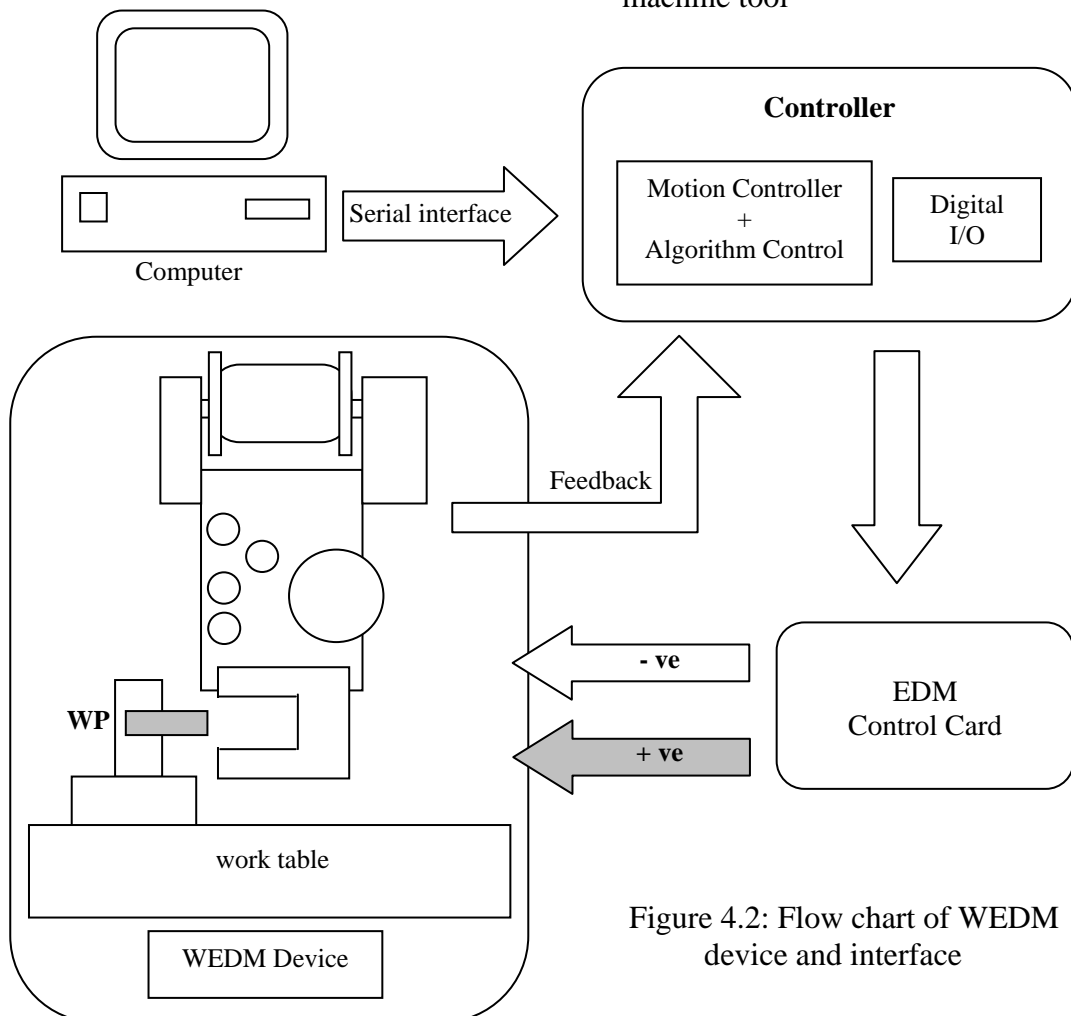 machine tool
Controller
Motion Controller
+
Algorithm Control
Digital
I/O
Serial interface
Computer
Feedback
- ve
+ ve
EDM
Control Card
WP
work table
WEDM Device
Figure 4.2: Flow chart of WEDM
device and interface